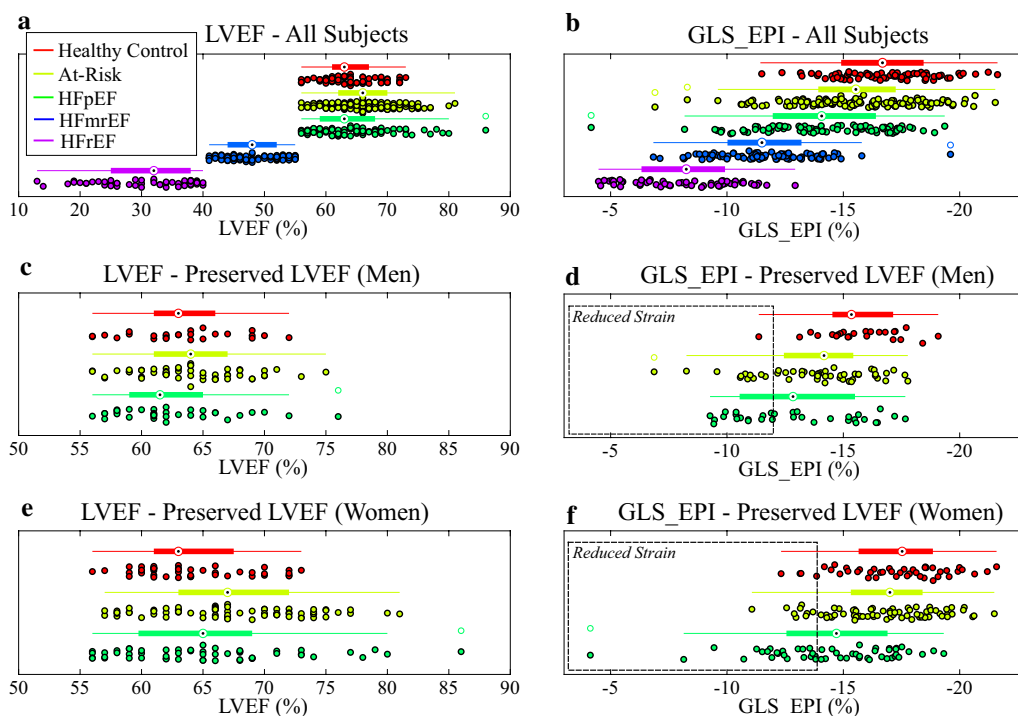 a
LVEF - All Subjects
Healthy Control
At-Risk
HFpEF
HFmrEF
HFrEF
10 20 30 40 50 60 70 80 90
LVEF (%)
b
GLS_EPI - All Subjects
-5 -10 -15 -20
GLS_EPI (%)
c
LVEF - Preserved LVEF (Men)
50 55 60 65 70 75 80 85 90
LVEF (%)
d
GLS_EPI - Preserved LVEF (Men)
Reduced Strain
-5 -10 -15 -20
GLS_EPI (%)
e
LVEF - Preserved LVEF (Women)
50 55 60 65 70 75 80 85 90
LVEF (%)
f
GLS_EPI - Preserved LVEF (Women)
Reduced Strain
-5 -10 -15 -20
GLS_EPI (%)